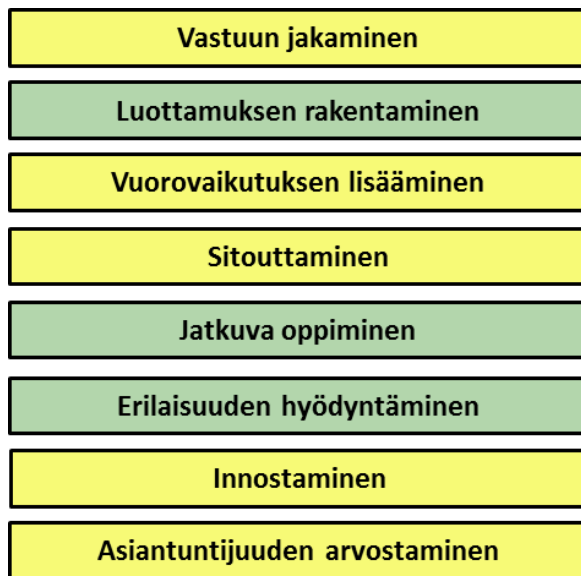 Vastuun jakaminen
Luottamuksen rakentaminen
Vuorovaikutuksen lisääminen
Sitouttaminen
Jatkuva oppiminen
Erilaisuuden hyödyntäminen
Innostaminen
Asiantuntijuuden arvostaminen